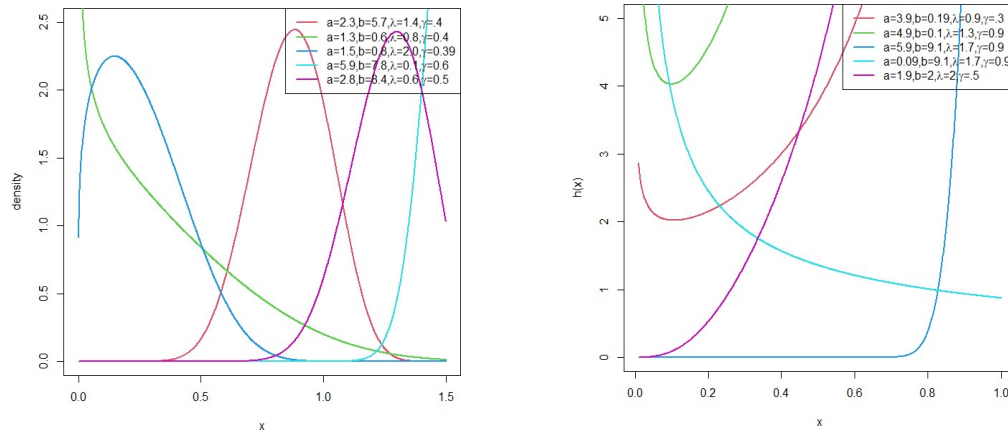 2.5
2.0
1.5
1.0
0.5
0.0
density
0.0 0.5 1.0 1.5
x
a=2.3,b=5.7,λ=1.4,γ=.4
a=1.3,b=0.6,λ=0.8,γ=0.4
a=1.5,b=0.8,λ=2.0,γ=0.39
a=5.9,b=7.8,λ=0.1,γ=0.6
a=2.8,b=8.4,λ=0.6,γ=0.5
5
4
3
2
1
0
h(x)
0.0 0.2 0.4 0.6 0.8 1.0
x
a=3.9,b=0.19,λ=0.9,γ=.3
a=4.9,b=0.1,λ=1.3,γ=0.9
a=5.9,b=9.1,λ=1.7,γ=0.9
a=0.09,b=9.1,λ=1.7,γ=0.9
a=1.9,b=2,λ=2,γ=.5